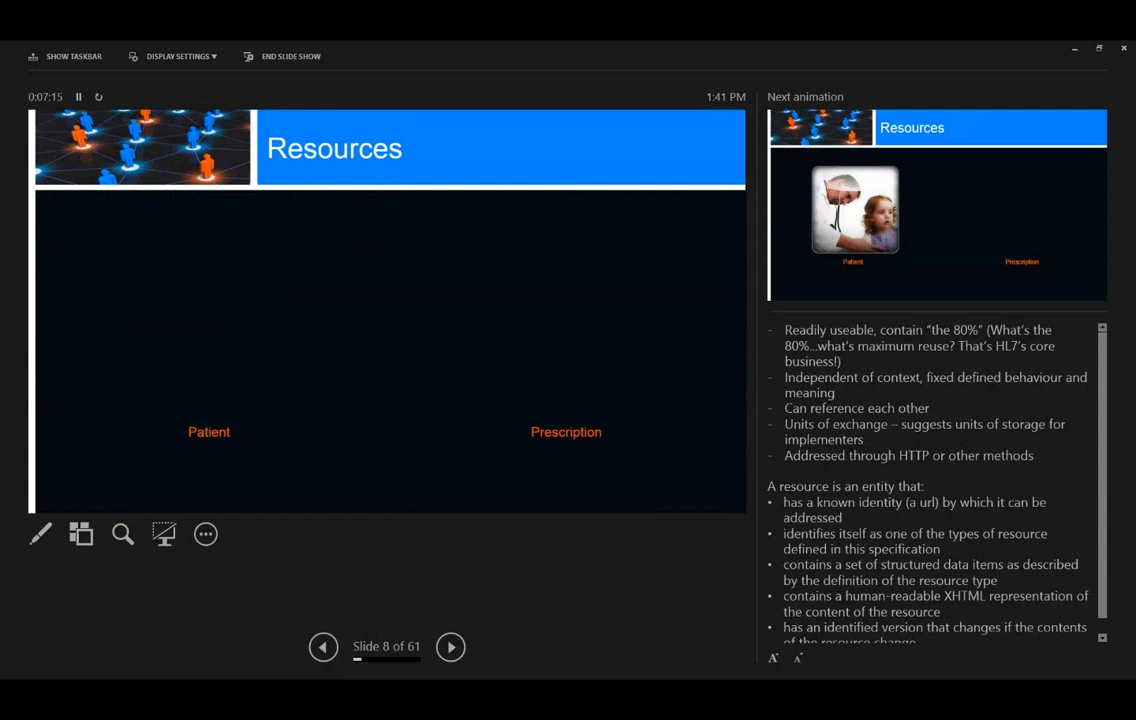 SHOW TASKBAR
DISPLAY SETTINGS ▼
END SLIDE SHOW
0:07:15
1:41 PM
Resources
Patient
Prescription
Slide 8 of 61
Next animation
Resources
Patient
Prescription
- Readily useable, contain “the 80%” (What’s the
80%...what’s maximum reuse? That’s HL7’s core
business!)
- Independent of context, fixed defined behaviour and
meaning
- Can reference each other
- Units of exchange – suggests units of storage for
implementers
- Addressed through HTTP or other methods
A resource is an entity that:
• has a known identity (a url) by which it can be
addressed
• identifies itself as one of the types of resource
defined in this specification
• contains a set of structured data items as described
by the definition of the resource type
• contains a human-readable XHTML representation of
the content of the resource
• has an identified version that changes if the contents
of the resource change
A A